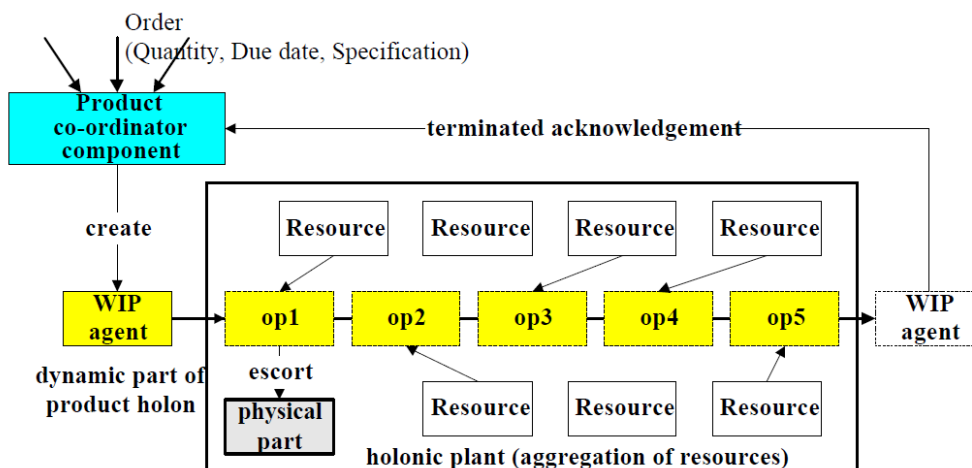 Order
(Quantity, Due date, Specification)
Product
co-ordinator
component
terminated acknowledgement
create
Resource
Resource
Resource
Resource
WIP
agent
op1
op2
op3
op4
op5
WIP
agent
dynamic part of
product holon
escort
physical
part
Resource
Resource
Resource
holonic plant (aggregation of resources)